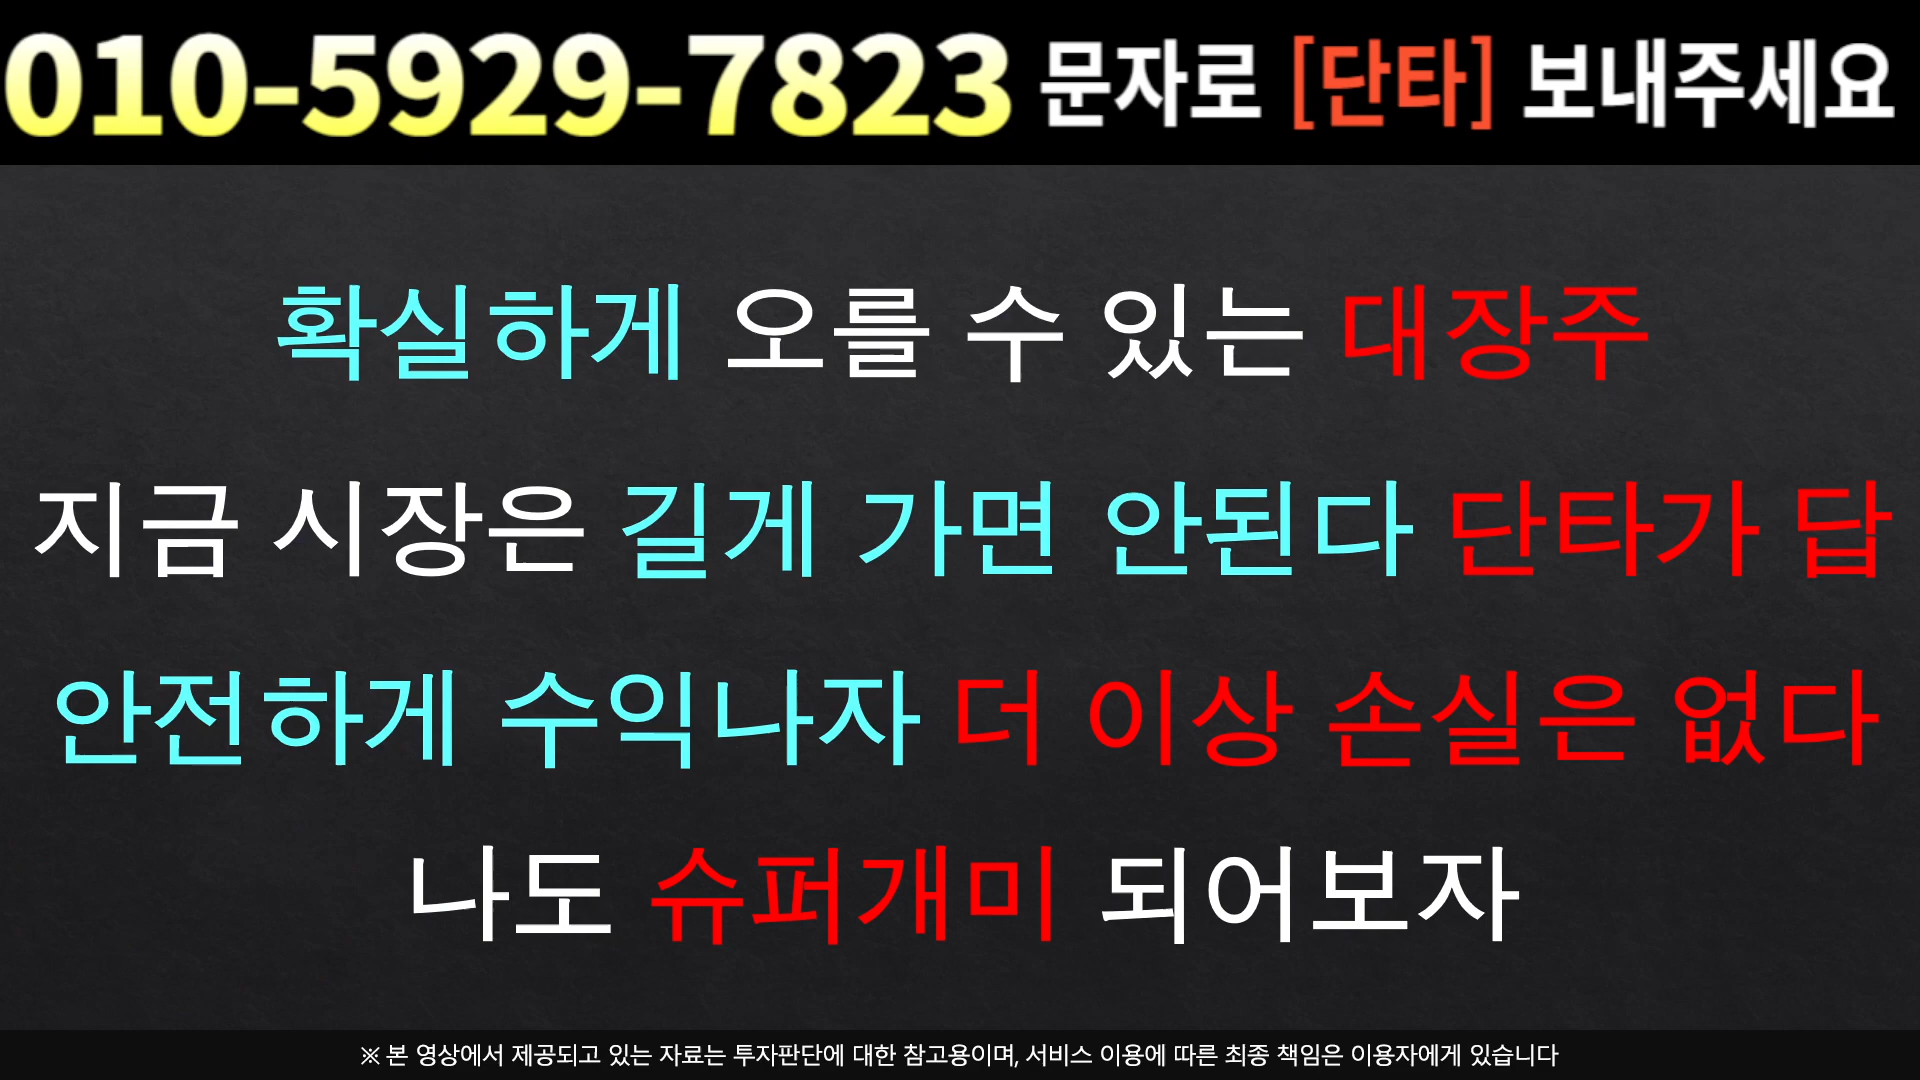 010-5929-7823 문자로 [단타] 보내주세요
확실하게 오를 수 있는 대장주
지금 시장은 길게 가면 안된다 단타가 답
안전하게 수익나자 더 이상 손실은 없다
나도 슈퍼개미 되어보자
※ 본 영상에서 제공되고 있는 자료는 투자판단에 대한 참고용이며, 서비스 이용에 따른 최종 책임은 이용자에게 있습니다